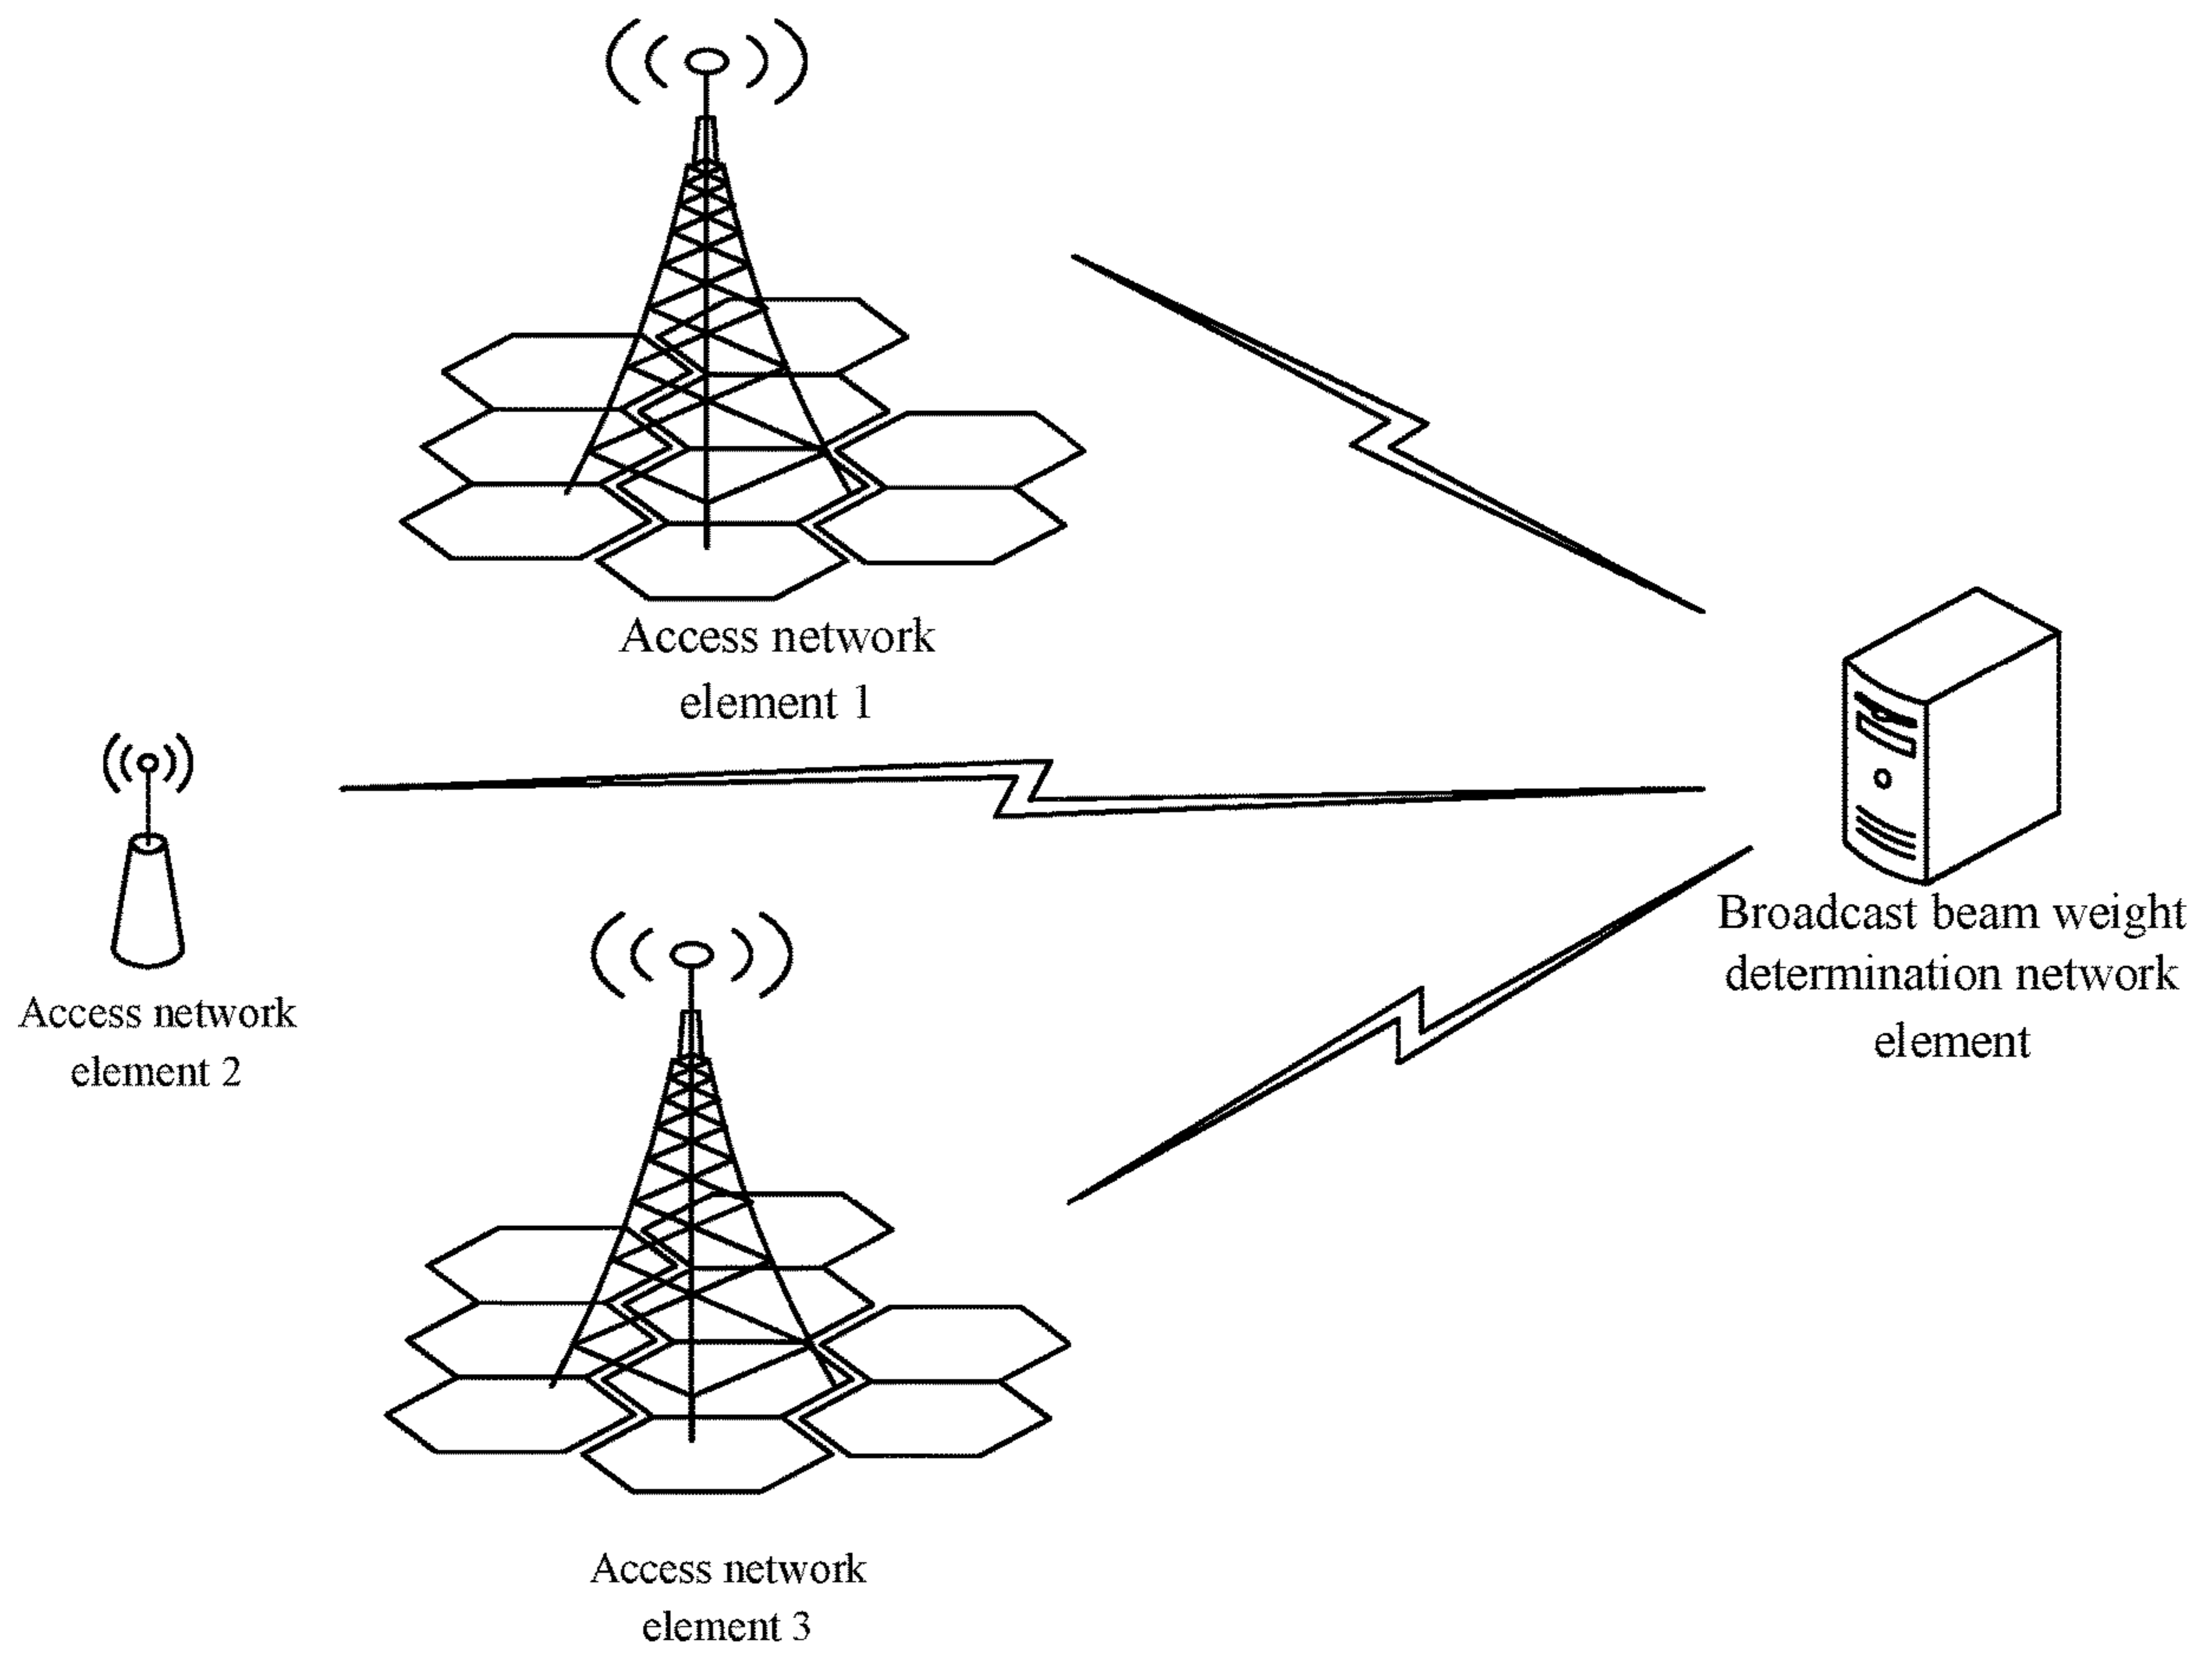 Access network
element 1
Access network
element 2
Broadcast beam weight
determination network
element
Access network
element 3